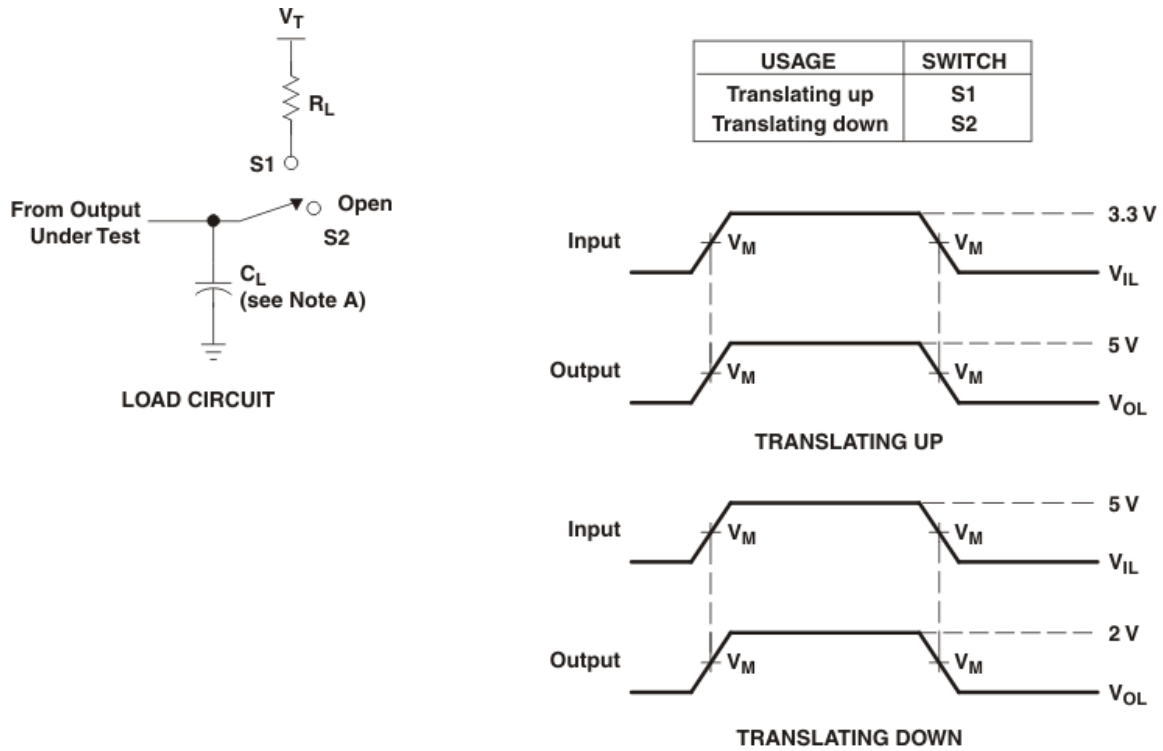 V_T
R_L
S1
From Output
Under Test
Open
S2
C_L
(see Note A)
LOAD CIRCUIT
USAGE SWITCH
Translating up S1
Translating down S2
Input V_M V_M 3.3 V
V_IL
Output V_M V_M 5 V
V_OL
TRANSLATING UP
Input V_M V_M 5 V
V_IL
Output V_M V_M 2 V
V_OL
TRANSLATING DOWN